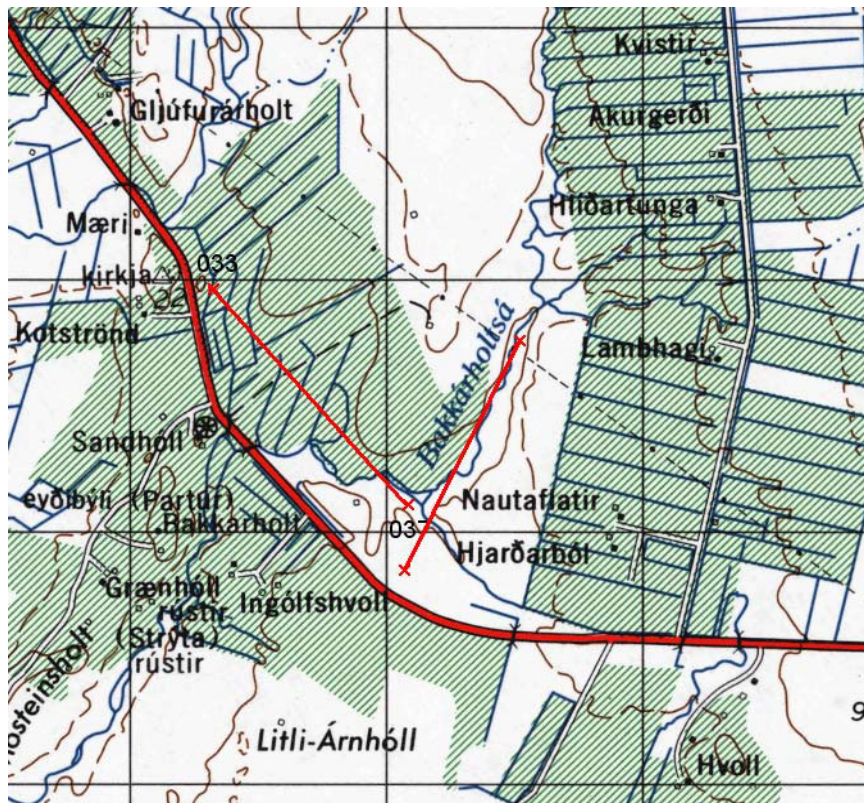 Kvistir
Gljúfurárholt
Akurgerði
Hlíðartunga
Mæri
033
kirkja
22
Kotströnd
Bakkárholtsá
Lambhagi
Sandhóll
eyðibýli (Partur)
Nautaflatir
Bakkárholt
Hjarðarból
Grænhóll
rústir
Ingólfshvoll
(Strýta)
rústir
Litli-Árnhóll
9
Hvoll